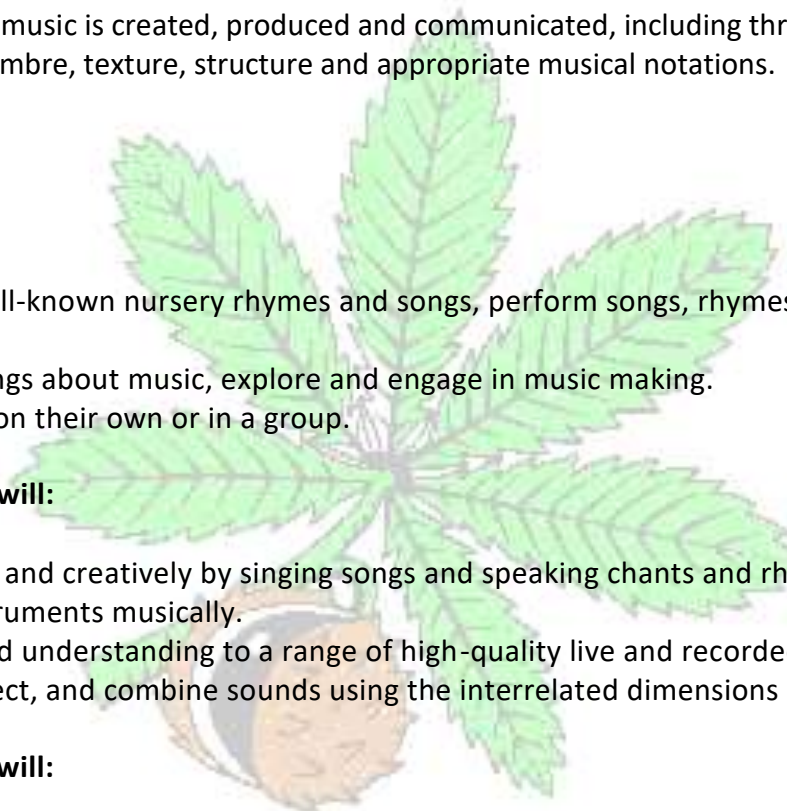 music is created, produced and communicated, including thr
mbre, texture, structure and appropriate musical notations.
ll-known nursery rhymes and songs, perform songs, rhymes
ngs about music, explore and engage in music making.
on their own or in a group.
will:
and creatively by singing songs and speaking chants and rh
ruments musically.
d understanding to a range of high-quality live and recorde
ect, and combine sounds using the interrelated dimensions
will: